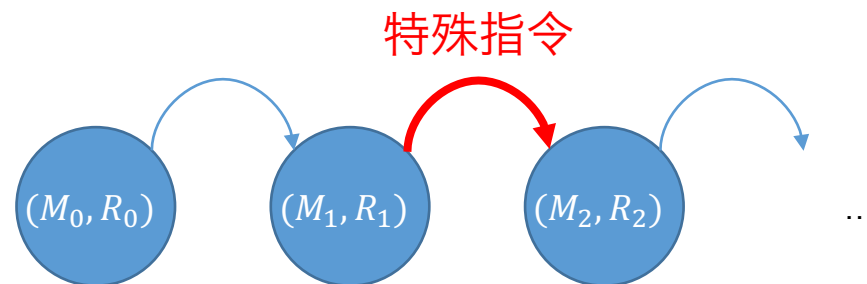 特殊指令
(M₀, R₀) (M₁, R₁) (M₂, R₂) ..